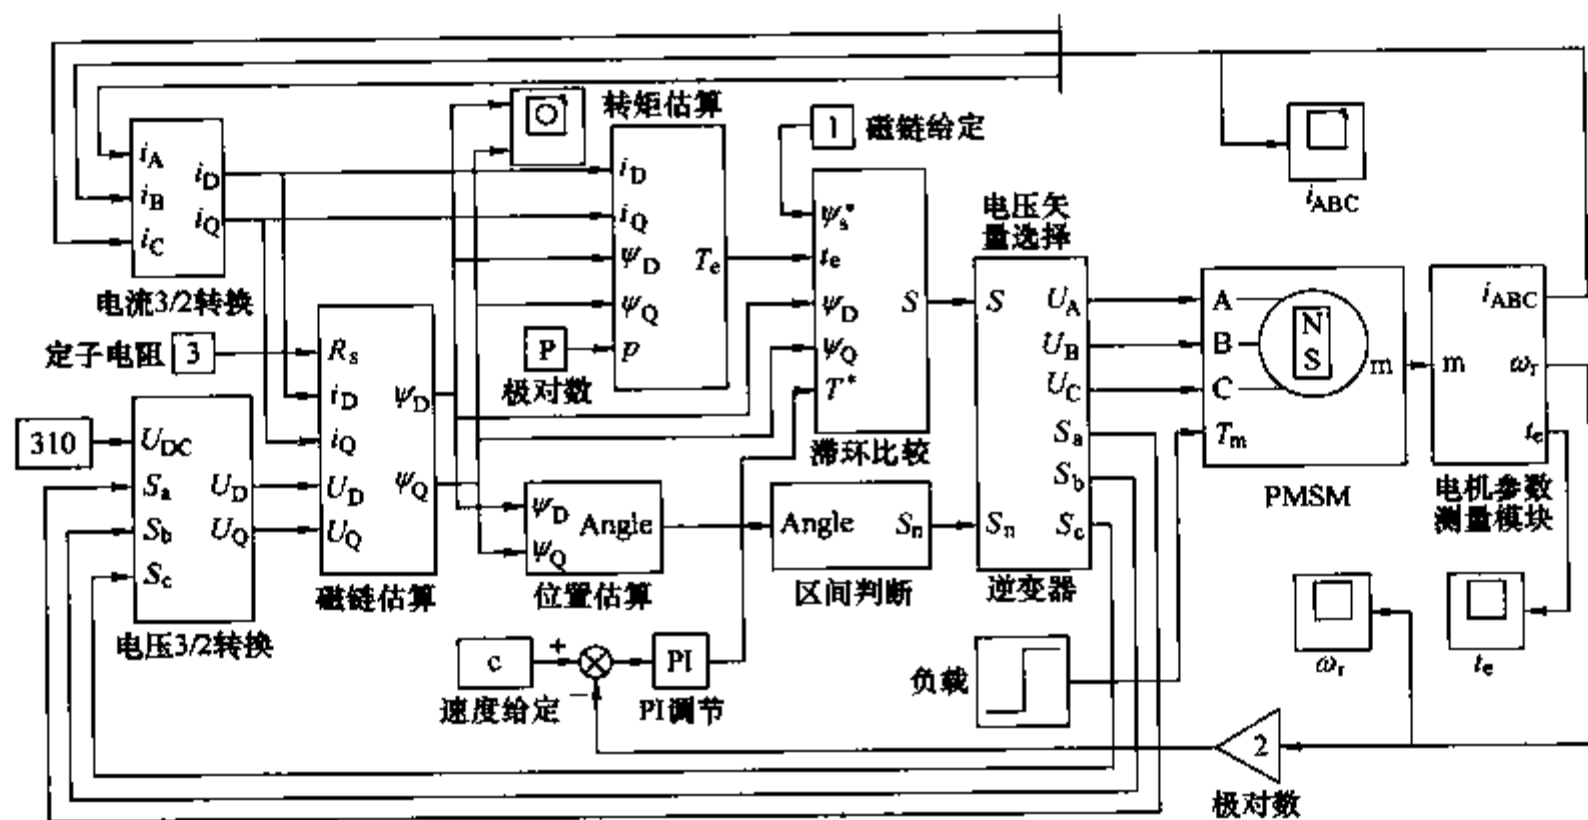 转矩估算
1 磁链给定
i_A
i_B
i_C
i_D
i_Q
电流3/2转换
i_D
i_Q
ψ_D
ψ_Q
p
T_e
P
极对数
ψ_s*
t_e
ψ_D
ψ_Q
T*
S
滞环比较
电压矢
量选择
S
S_n
U_A
U_B
U_C
S_a
S_b
S_c
逆变器
i_ABC
A
B
C
T_m
N
S
m
PMSM
m
i_ABC
ω_r
t_e
电机参数
测量模块
定子电阻 3
R_s
i_D
i_Q
U_D
U_Q
ψ_D
ψ_Q
磁链估算
310
U_DC
S_a
S_b
S_c
U_D
U_Q
电压3/2转换
ψ_D
ψ_Q
Angle
位置估算
Angle
S_n
区间判断
c
速度给定
+
−
PI
PI调节
负载
ω_r
t_e
2
极对数